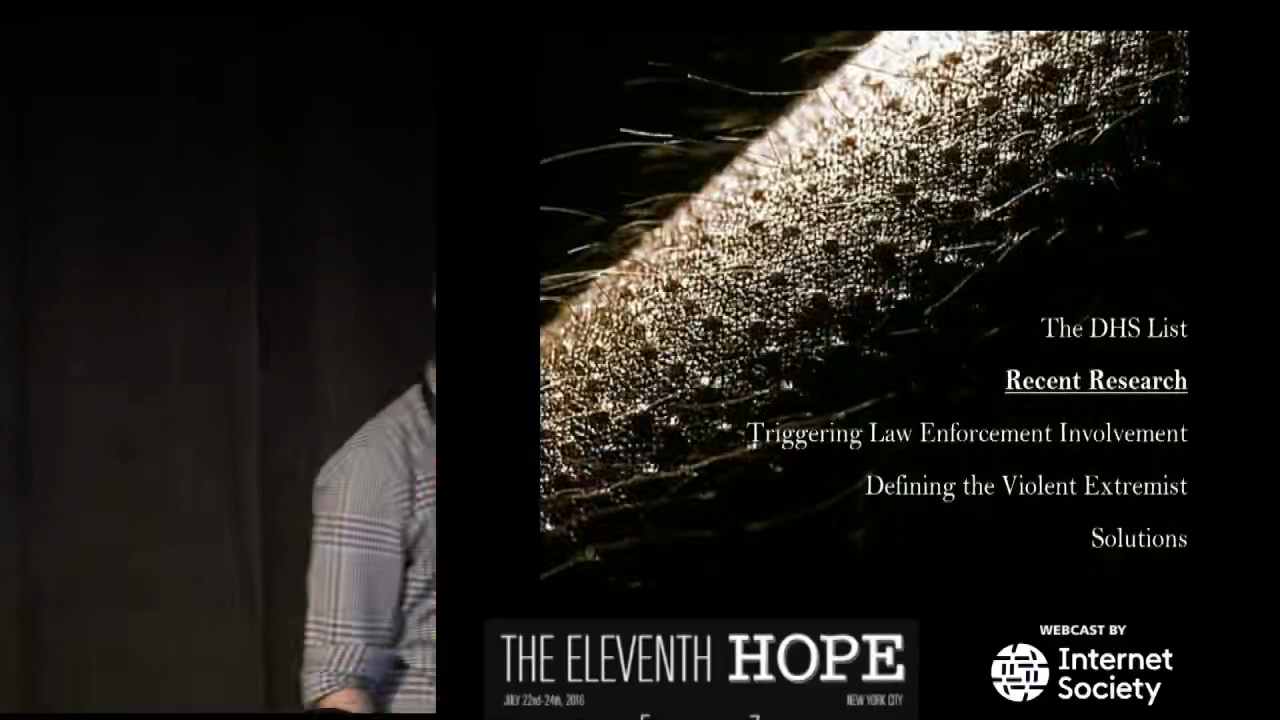 The DHS List
Recent Research
Triggering Law Enforcement Involvement
Defining the Violent Extremist
Solutions
THE ELEVENTH HOPE
JULY 22nd-24th, 2016
NEW YORK CITY
WEBCAST BY
Internet
Society